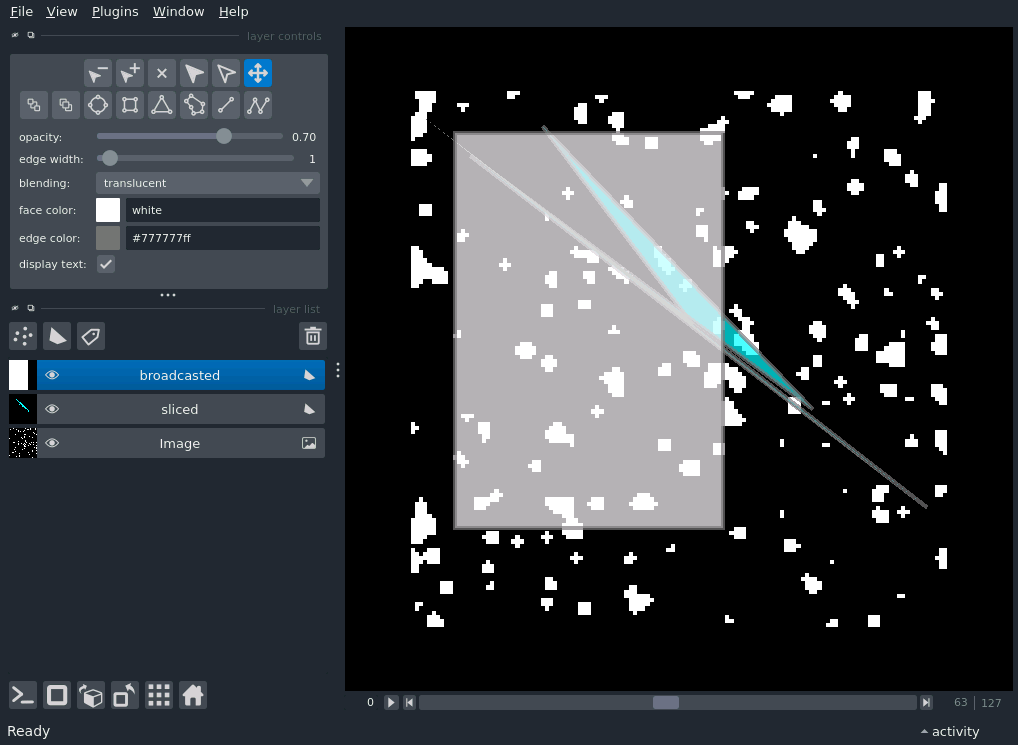 File View Plugins Window Help
layer controls
opacity: 0.70
edge width: 1
blending: translucent
face color: white
edge color: #777777ff
display text:
layer list
broadcasted
sliced
Image
0 63 127
Ready activity